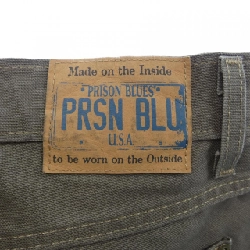 Made on the Inside
"PRISON BLUES"
PRSN BLU
U.S.A.
to be worn on the Outside